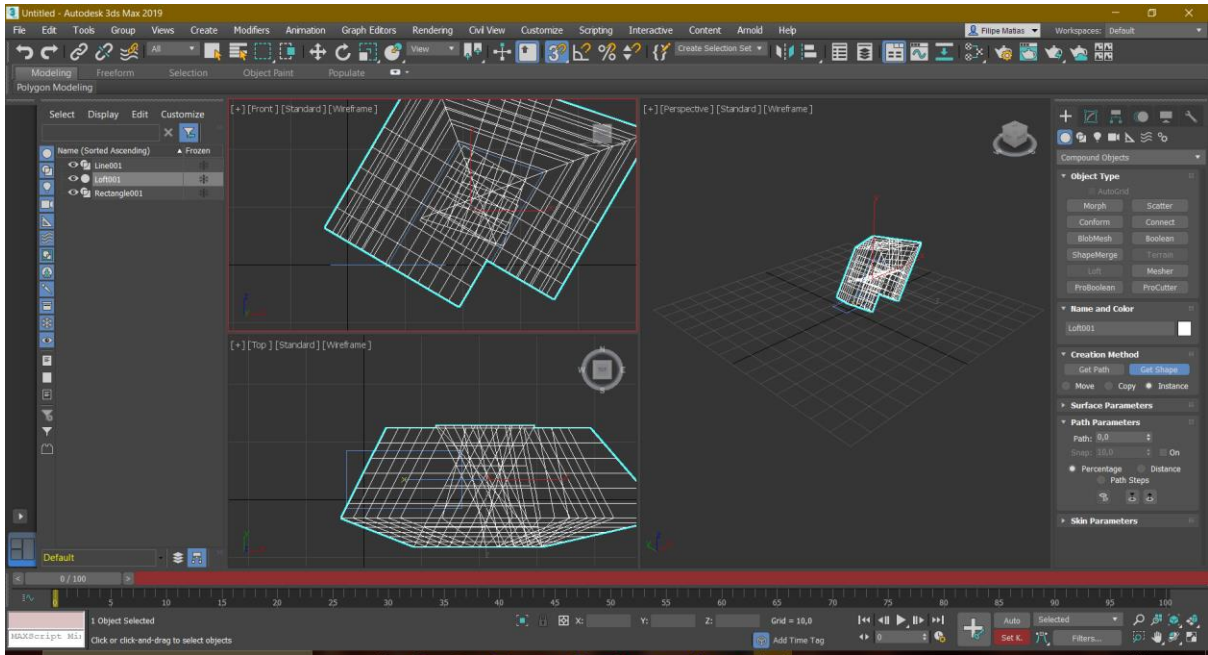 Untitled - Autodesk 3ds Max 2019
File Edit Tools Group Views Create Modifiers Animation Graph Editors Rendering Civil View Customize Scripting Interactive Content Arnold Help Filipe Matias Workspaces: Default
All View Create Selection Set
Modeling Freeform Selection Object Paint Populate
Polygon Modeling
Select Display Edit Customize
Name (Sorted Ascending) Frozen
Line001
Loft001
Rectangle001
Default
[+] [Front ] [Standard ] [Wireframe ]
[+] [Top ] [Standard ] [Wireframe ]
[+] [Perspective ] [Standard ] [Wireframe ]
Compound Objects
Object Type
AutoGrid
Morph Scatter
Conform Connect
BlobMesh Boolean
ShapeMerge Terrain
Loft Mesher
ProBoolean ProCutter
Name and Color
Loft001
Creation Method
Get Path Get Shape
Move Copy Instance
Surface Parameters
Path Parameters
Path: 0,0
Snap: 10,0 On
Percentage Distance
Path Steps
Skin Parameters
0 / 100
0 5 10 15 20 25 30 35 40 45 50 55 60 65 70 75 80 85 90 95 100
MAXScript Mi
1 Object Selected
Click or click-and-drag to select objects
X: Y: Z: Grid = 10,0
Add Time Tag
0
Auto Selected
Set K. Filters...